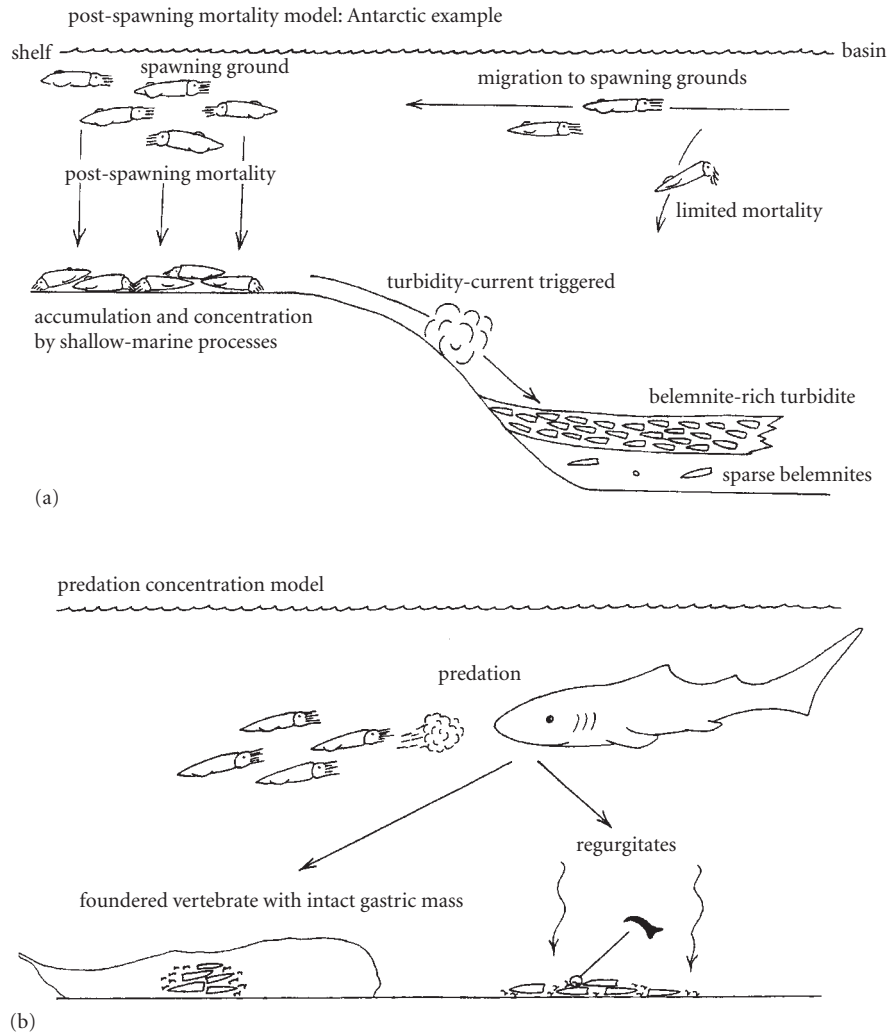 post-spawning mortality model: Antarctic example
shelf
basin
spawning ground
migration to spawning grounds
post-spawning mortality
limited mortality
turbidity-current triggered
accumulation and concentration
by shallow-marine processes
belemnite-rich turbidite
sparse belemnites
(a)
predation concentration model
predation
regurgitates
foundered vertebrate with intact gastric mass
(b)